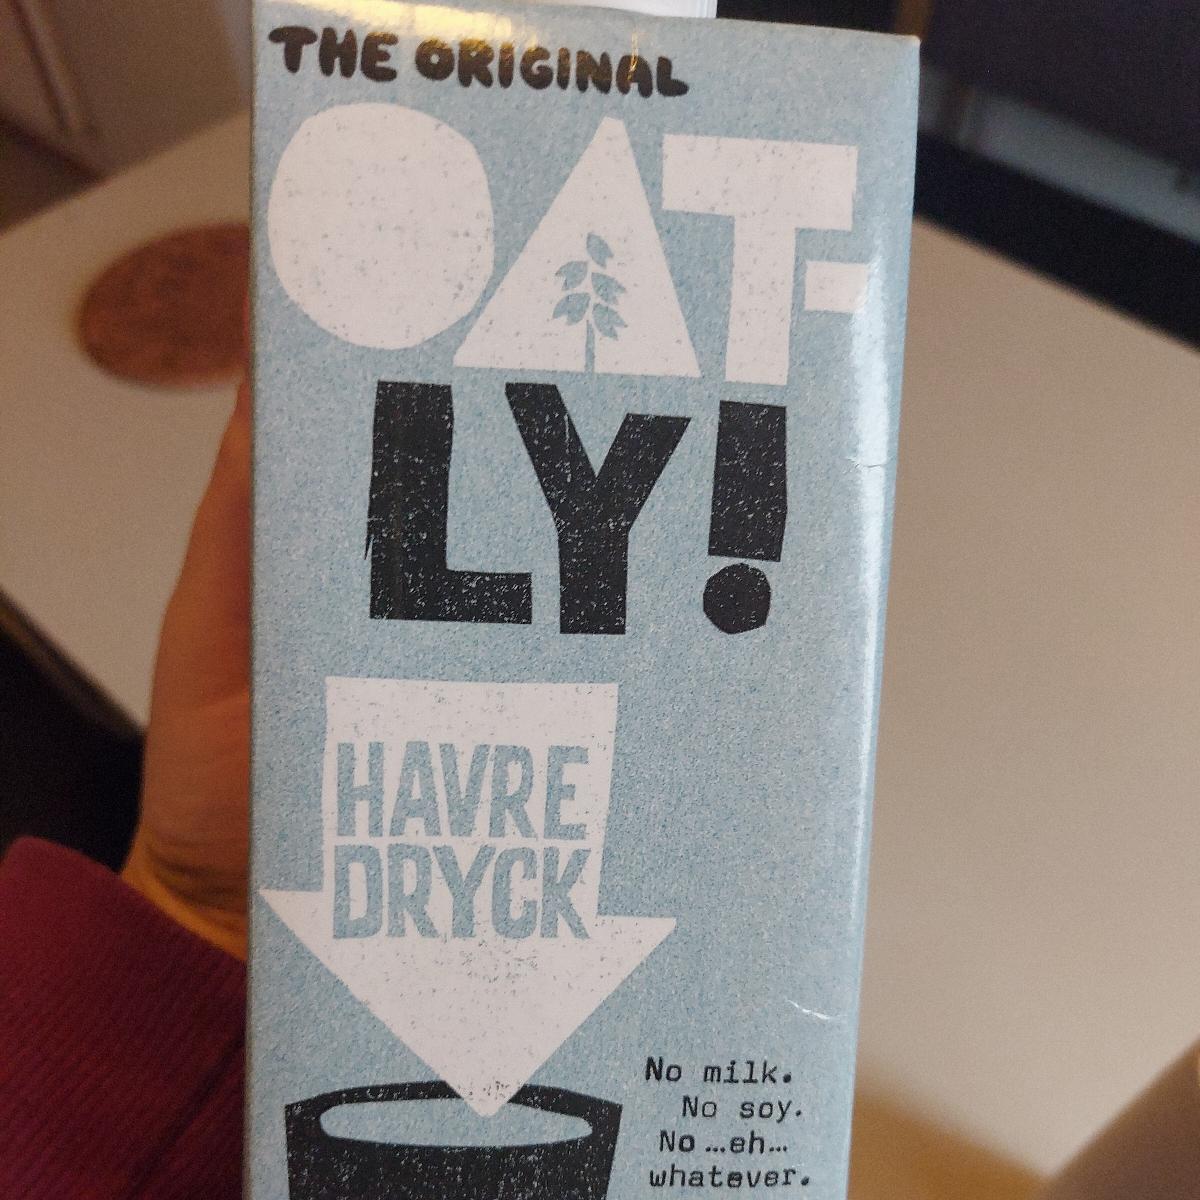 THE ORIGINAL
OAT-
LY!
HAVRE
DRYCK
No milk.
No soy.
No ...eh...
whatever.